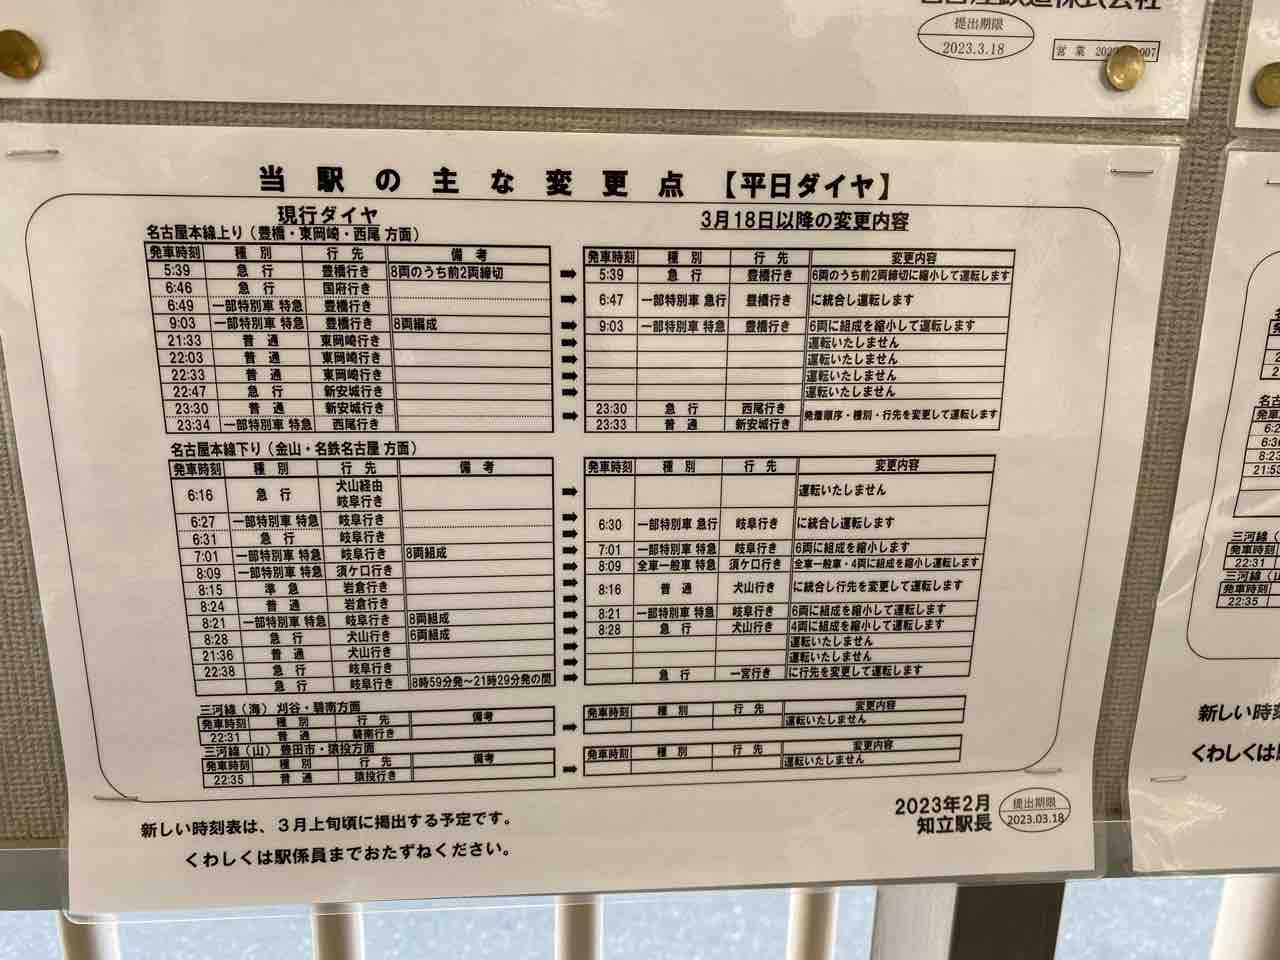 提出期限
2023.3.18
営業
当駅の主な変更点【平日ダイヤ】
現行ダイヤ
3月18日以降の変更内容
名古屋本線上り（豊橋・東岡崎・西尾 方面）
発車時刻 種別 行先 備考 発車時刻 種別 行先 変更内容
5:39 急行 豊橋行き 8両のうち前2両締切 ➡ 5:39 急行 豊橋行き 6両のうち前2両締切に縮小して運転します
6:46 急行 国府行き
6:49 一部特別車 特急 豊橋行き ➡ 6:47 一部特別車 急行 豊橋行き に統合し運転します
9:03 一部特別車 特急 豊橋行き 8両編成 ➡ 9:03 一部特別車 特急 豊橋行き 6両に組成を縮小して運転します
21:33 普通 東岡崎行き ➡ 運転いたしません
22:03 普通 東岡崎行き ➡ 運転いたしません
22:33 普通 東岡崎行き ➡ 運転いたしません
22:47 急行 新安城行き ➡ 運転いたしません
23:30 普通 新安城行き ➡ 23:30 急行 西尾行き 発着順序・種別・行先を変更して運転します
23:34 一部特別車 特急 西尾行き 23:33 普通 新安城行き
名古屋本線下り（金山・名鉄名古屋 方面）
発車時刻 種別 行先 備考 発車時刻 種別 行先 変更内容
6:16 急行 犬山経由 岐阜行き ➡ 運転いたしません
6:27 一部特別車 特急 岐阜行き ➡ 6:30 一部特別車 急行 岐阜行き に統合し運転します
6:31 急行 岐阜行き ➡
7:01 一部特別車 特急 岐阜行き 8両組成 ➡ 7:01 一部特別車 特急 岐阜行き 6両に組成を縮小します
8:09 一部特別車 特急 須ケ口行き ➡ 8:09 全車一般車 特急 須ケ口行き 全車一般車・4両に組成を縮小し運転します
8:15 準急 岩倉行き ➡ 8:16 普通 犬山行き に統合し行先を変更して運転します
8:24 普通 岩倉行き
8:21 一部特別車 特急 岐阜行き 8両組成 ➡ 8:21 一部特別車 特急 岐阜行き 6両に組成を縮小して運転します
8:28 急行 犬山行き 6両組成 ➡ 8:28 急行 犬山行き 4両に組成を縮小して運転します
21:36 普通 犬山行き ➡ 運転いたしません
22:38 急行 岐阜行き ➡ 運転いたしません
急行 岐阜行き 8時59分発～21時29分発の間 ➡ 急行 一宮行き に行先を変更して運転します
三河線（海）刈谷・碧南方面
発車時刻 種別 行先 備考 発車時刻 種別 行先 変更内容
22:31 普通 碧南行き ➡ 運転いたしません
三河線（山）豊田市・猿投方面
発車時刻 種別 行先 備考 発車時刻 種別 行先 変更内容
22:35 普通 猿投行き ➡ 運転いたしません
新しい時刻表は、3月上旬頃に掲出する予定です。
くわしくは駅係員までおたずねください。
2023年2月
知立駅長
提出期限
2023.03.18
三河線（
発車時刻
22:31
三河線（山
発車時刻
22:35
新しい時刻
くわしくは